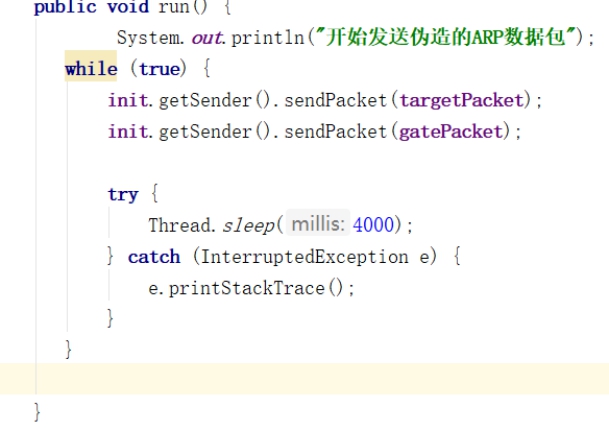 public void run() {
System.out.println("开始发送伪造的ARP数据包");
while (true) {
init.getSender().sendPacket(targetPacket);
init.getSender().sendPacket(gatePacket);
try {
Thread.sleep( millis: 4000);
} catch (InterruptedException e) {
e.printStackTrace();
}
}
}